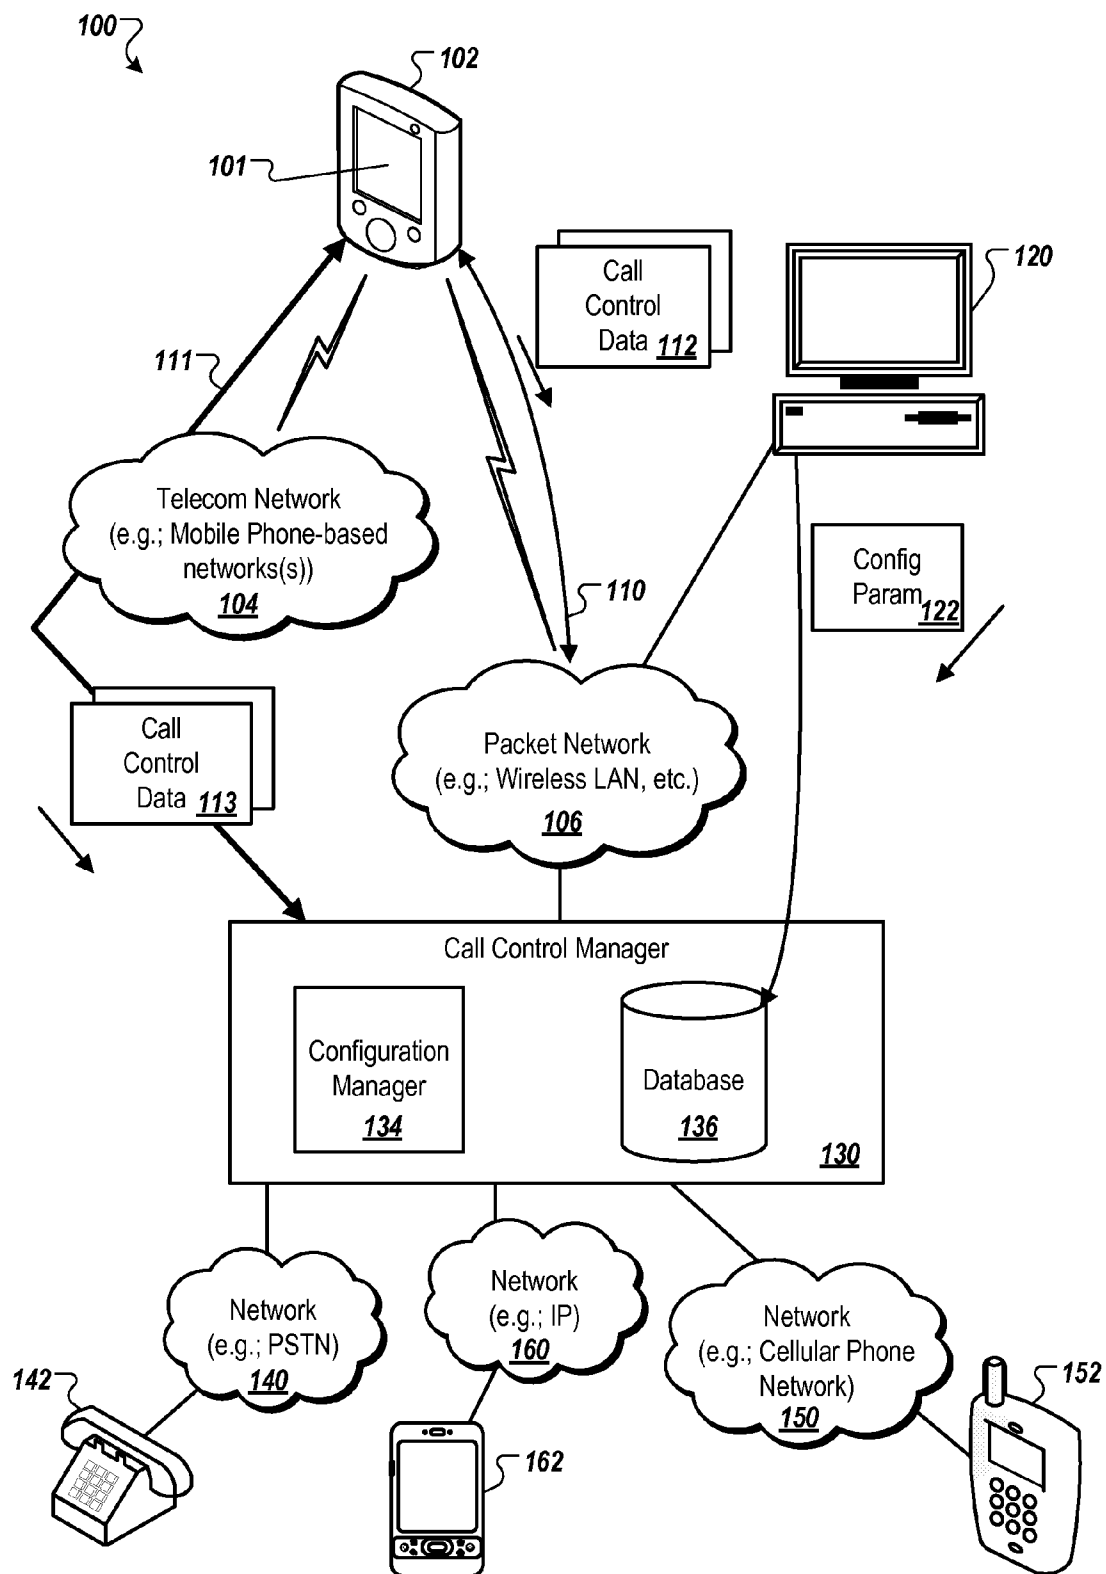 100
102
101
Call
Control
Data 112
120
111
Telecom Network
(e.g.; Mobile Phone-based
networks(s))
104
110
Config
Param
122
Call
Control
Data 113
Packet Network
(e.g.; Wireless LAN, etc.)
106
Call Control Manager
Configuration
Manager
134
Database
136
130
Network
(e.g.; PSTN)
140
Network
(e.g.; IP)
160
Network
(e.g.; Cellular Phone
Network)
150
142
162
152